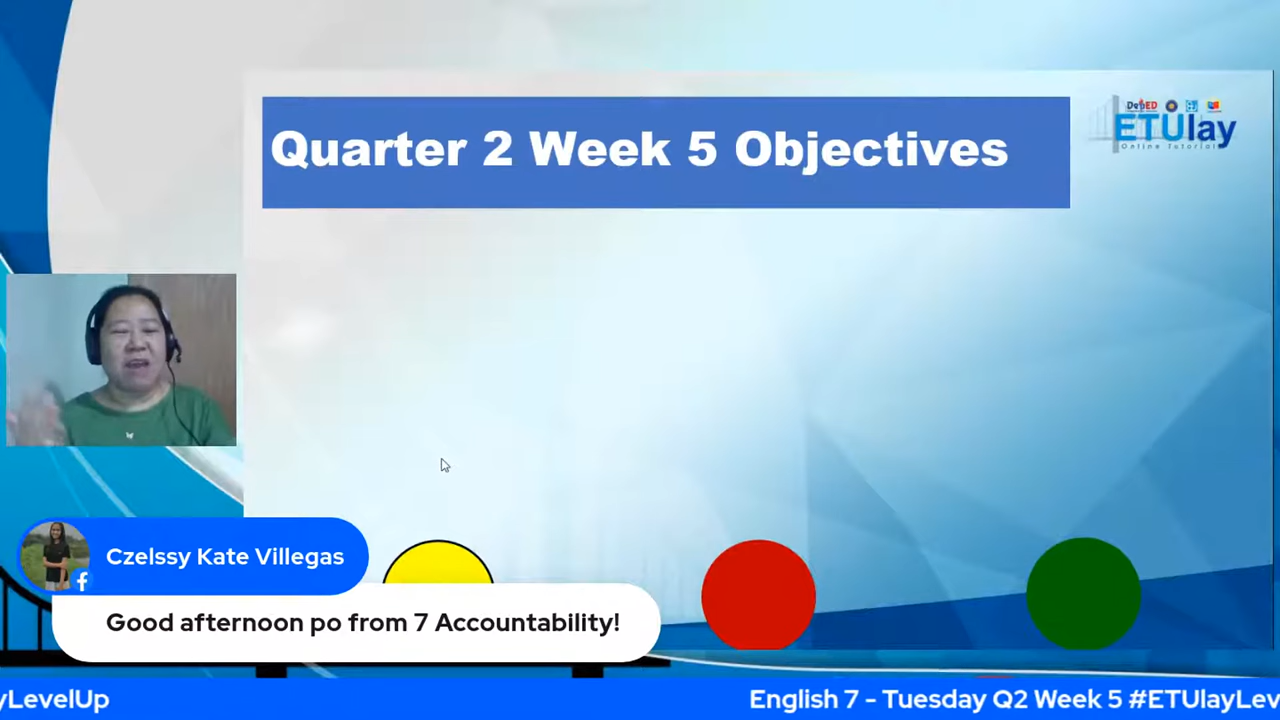 Quarter 2 Week 5 Objectives
DepED
ETUlay
Online Tutorial
Czelssy Kate Villegas
Good afternoon po from 7 Accountability!
yLevelUp
English 7 - Tuesday Q2 Week 5 #ETUlayLev